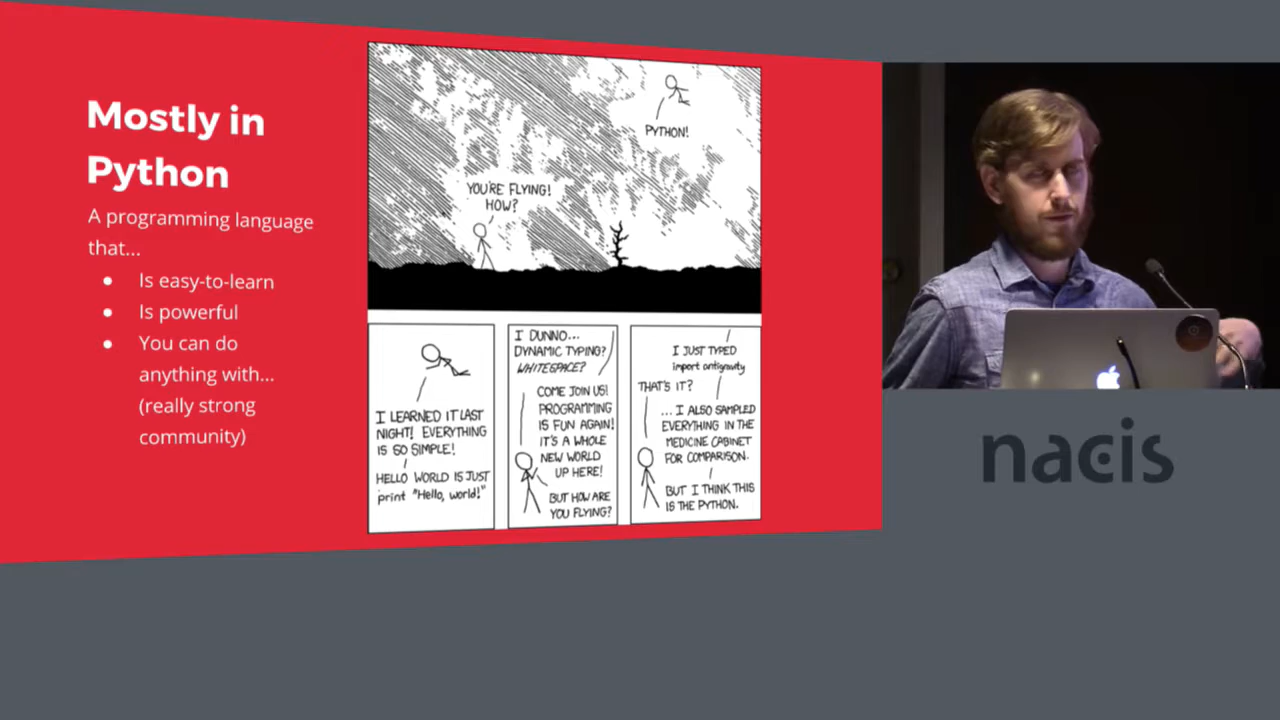 Mostly in
Python
A programming language
that...
● Is easy-to-learn
● Is powerful
● You can do
anything with...
(really strong
community)
PYTHON!
YOU'RE FLYING!
HOW?
I LEARNED IT LAST
NIGHT! EVERYTHING
IS SO SIMPLE!
HELLO WORLD IS JUST
print "Hello, world!"
I DUNNO...
DYNAMIC TYPING?
WHITESPACE?
COME JOIN US!
PROGRAMMING
IS FUN AGAIN!
IT'S A WHOLE
NEW WORLD
UP HERE!
BUT HOW ARE
YOU FLYING?
I JUST TYPED
import antigravity
THAT'S IT?
... I ALSO SAMPLED
EVERYTHING IN THE
MEDICINE CABINET
FOR COMPARISON.
BUT I THINK THIS
IS THE PYTHON.
nacis